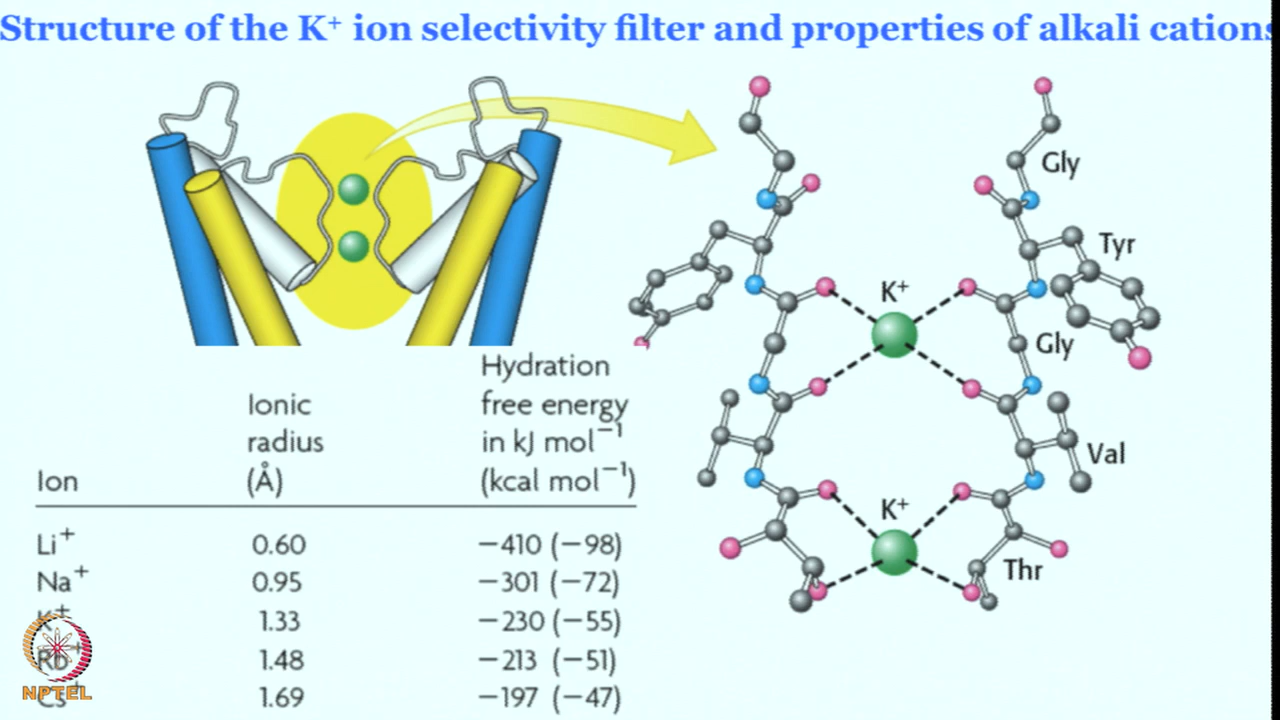 Structure of the K⁺ ion selectivity filter and properties of alkali cations
Gly
Tyr
K⁺
Gly
Val
K⁺
Thr
Ion
Ionic
radius
(Å)
Hydration
free energy
in kJ mol⁻¹
(kcal mol⁻¹)
Li⁺ 0.60 −410 (−98)
Na⁺ 0.95 −301 (−72)
K⁺ 1.33 −230 (−55)
Rb⁺ 1.48 −213 (−51)
Cs⁺ 1.69 −197 (−47)
NPTEL